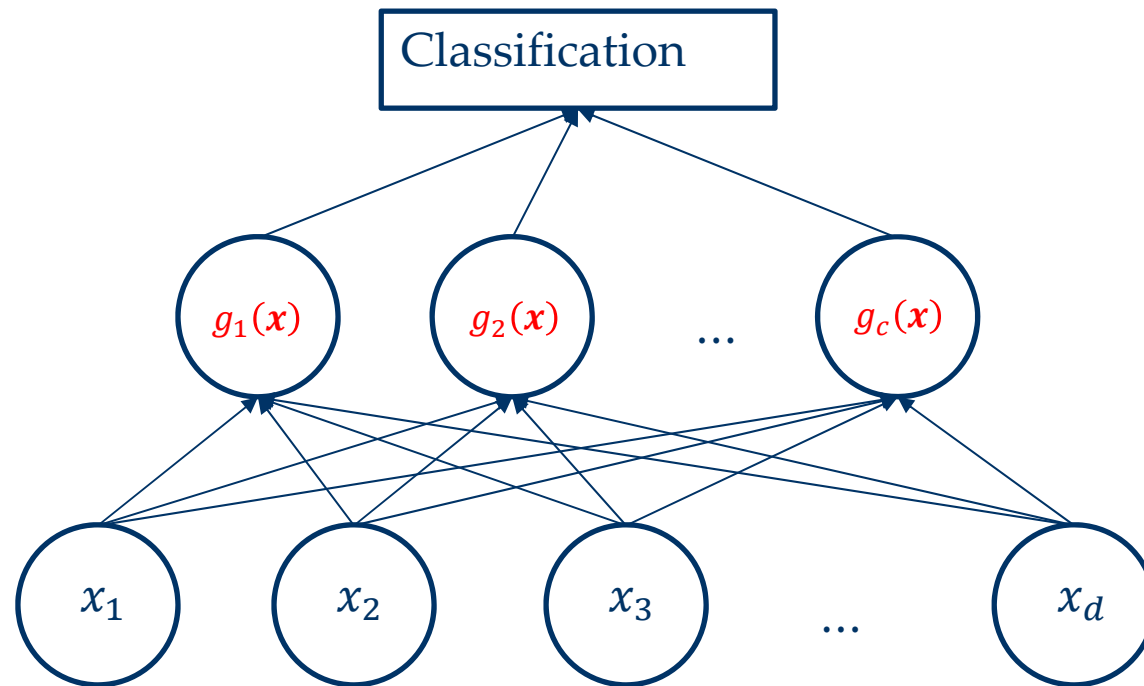 Classification
g₁(x) g₂(x) ... g_c(x)
x₁ x₂ x₃ ... x_d